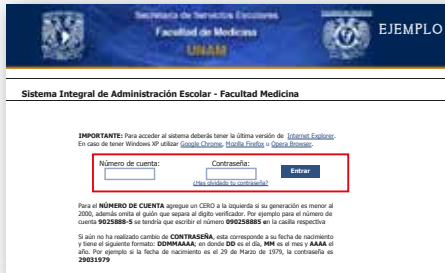 Secretaría de Servicios Escolares
Facultad de Medicina
UNAM
EJEMPLO
Sistema Integral de Administración Escolar - Facultad Medicina
IMPORTANTE: Para acceder al sistema deberás tener la última versión de Internet Explorer.
En caso de tener Windows XP utilizar Google Chrome, Mozilla Firefox u Opera Browser.
Número de cuenta:
Contraseña:
Entrar
¿Has olvidado tu contraseña?
Para el NÚMERO DE CUENTA agregue un CERO a la izquierda si su generación es menor al
2000, además omita el guión que separa al digito verificador. Por ejemplo para el número de
cuenta 9025888-5 se tendría que escribir el número 090258885 en la casilla respectiva
Si aún no ha realizado cambio de CONTRASEÑA, esta corresponde a su fecha de nacimiento
y tiene el siguiente formato: DDMMAAAA; en donde DD es el día, MM es el mes y AAAA el
año. Por ejemplo si la fecha de nacimiento es el 29 de Marzo de 1979, la contraseña es
29031979